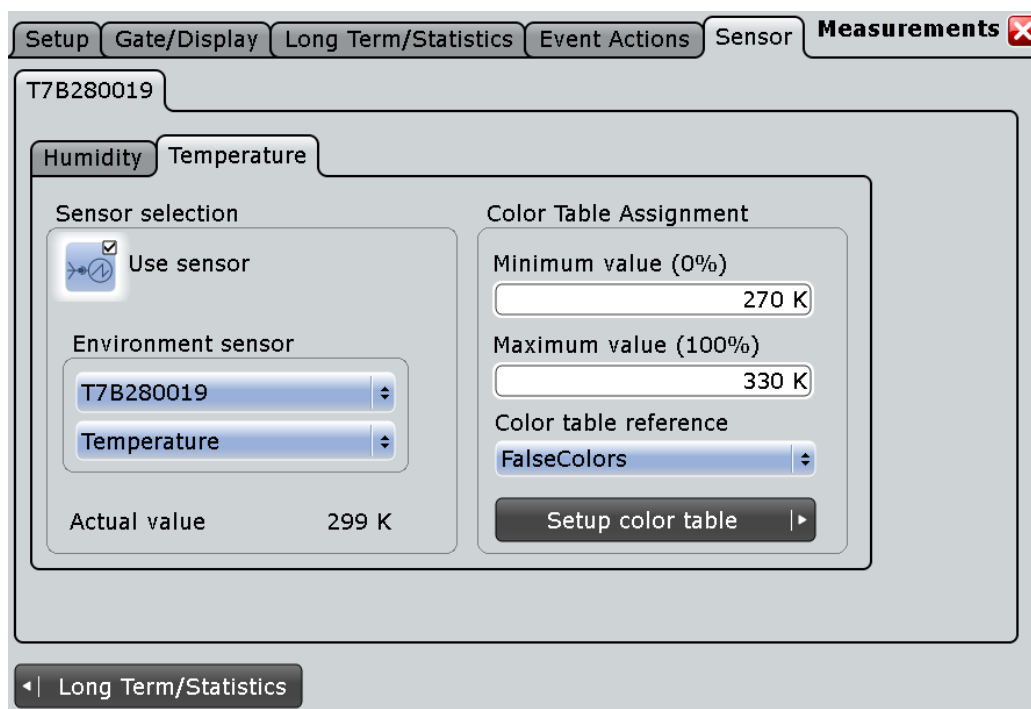 Setup Gate/Display Long Term/Statistics Event Actions Sensor Measurements
T7B280019
Humidity Temperature
Sensor selection
Use sensor
Environment sensor
T7B280019
Temperature
Actual value 299 K
Color Table Assignment
Minimum value (0%)
270 K
Maximum value (100%)
330 K
Color table reference
FalseColors
Setup color table
Long Term/Statistics